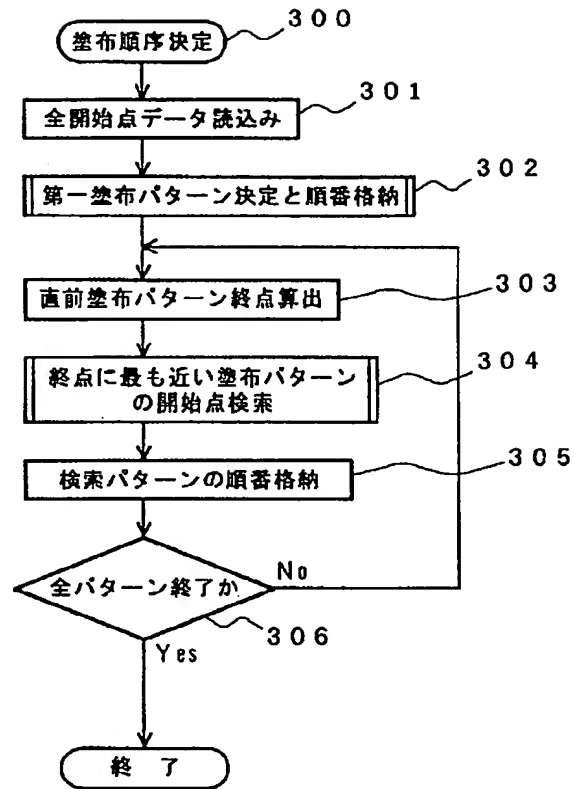 塗布順序決定
300
全開始点データ読込み
301
第一塗布パターン決定と順番格納
302
直前塗布パターン終点算出
303
終点に最も近い塗布パターン
の開始点検索
304
検索パターンの順番格納
305
全パターン終了か
No
306
Yes
終 了